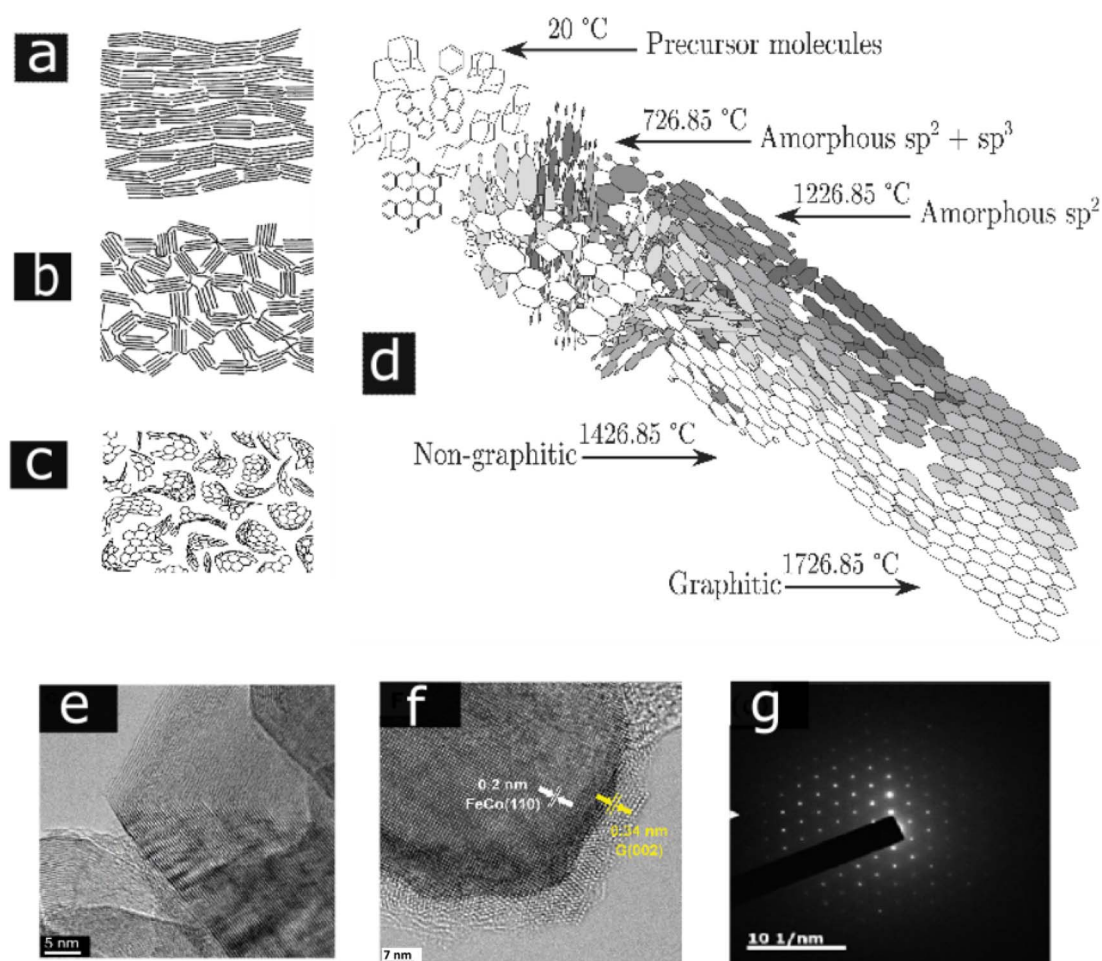 a
20 °C
Precursor molecules
726.85 °C
Amorphous sp² + sp³
1226.85 °C
Amorphous sp²
b
d
c
Non-graphitic
1426.85 °C
Graphitic
1726.85 °C
e
5 nm
f
0.2 nm
FeCo(110)
0.34 nm
G(002)
7 nm
g
10 1/nm